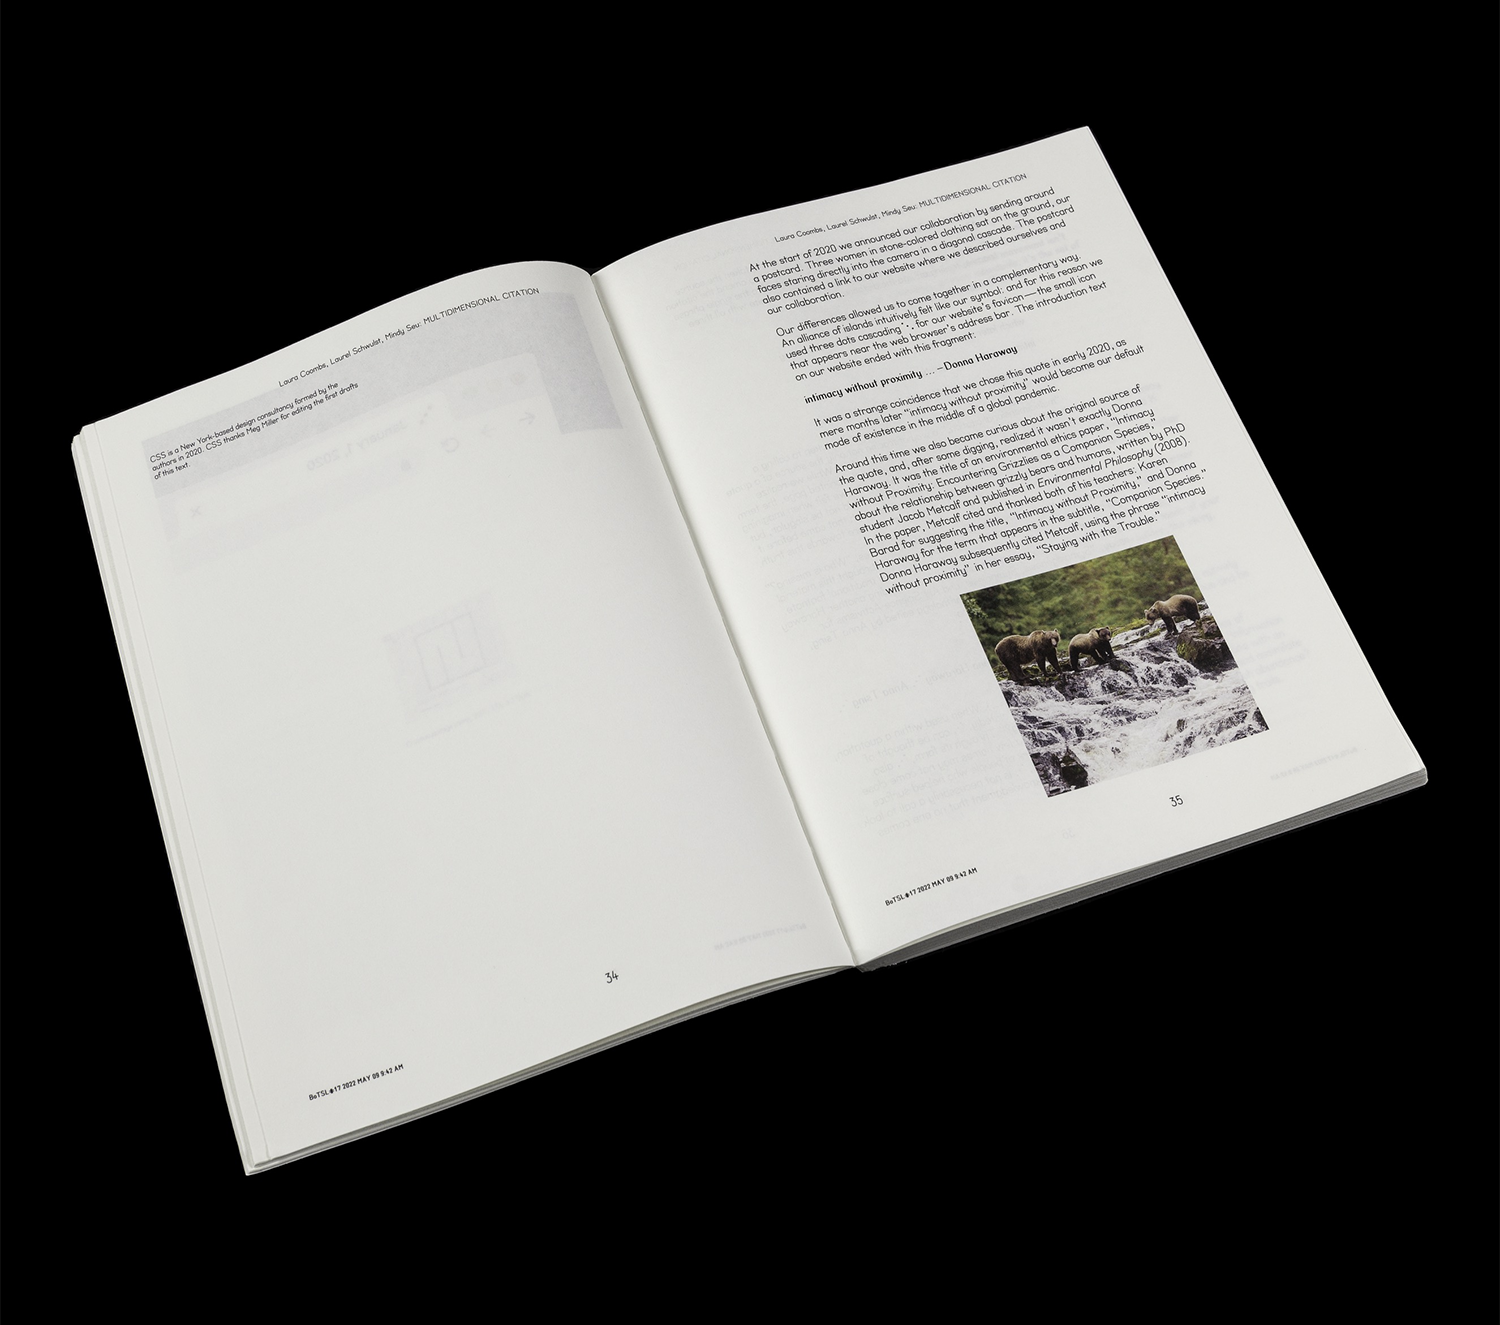 Laura Coombs, Laurel Schwulst, Mindy Seu: MULTIDIMENSIONAL CITATION
CSS is a New York-based design consultancy formed by the
authors in 2020. CSS thanks Meg Miller for editing the first drafts
of this text.
34
BoTSL◆17 2022 MAY 09 9:42 AM
Laura Coombs, Laurel Schwulst, Mindy Seu: MULTIDIMENSIONAL CITATION
At the start of 2020 we announced our collaboration by sending around
a postcard. Three women in stone-colored clothing sat on the ground, our
faces staring directly into the camera in a diagonal cascade. The postcard
also contained a link to our website where we described ourselves and
our collaboration.
Our differences allowed us to come together in a complementary way.
An alliance of islands intuitively felt like our symbol: and for this reason we
used three dots cascading ⋱ for our website's favicon — the small icon
that appears near the web browser's address bar. The introduction text
on our website ended with this fragment:
intimacy without proximity ... –Donna Haraway
It was a strange coincidence that we chose this quote in early 2020, as
mere months later "intimacy without proximity" would become our default
mode of existence in the middle of a global pandemic.
Around this time we also became curious about the original source of
the quote, and, after some digging, realized it wasn't exactly Donna
Haraway. It was the title of an environmental ethics paper, "Intimacy
without Proximity: Encountering Grizzlies as a Companion Species,"
about the relationship between grizzly bears and humans, written by PhD
student Jacob Metcalf and published in Environmental Philosophy (2008).
In the paper, Metcalf cited and thanked both of his teachers: Karen
Barad for suggesting the title, "Intimacy without Proximity," and Donna
Haraway for the term that appears in the subtitle, "Companion Species."
Donna Haraway subsequently cited Metcalf, using the phrase "intimacy
without proximity" in her essay, "Staying with the Trouble."
35
BoTSL◆17 2022 MAY 09 9:42 AM